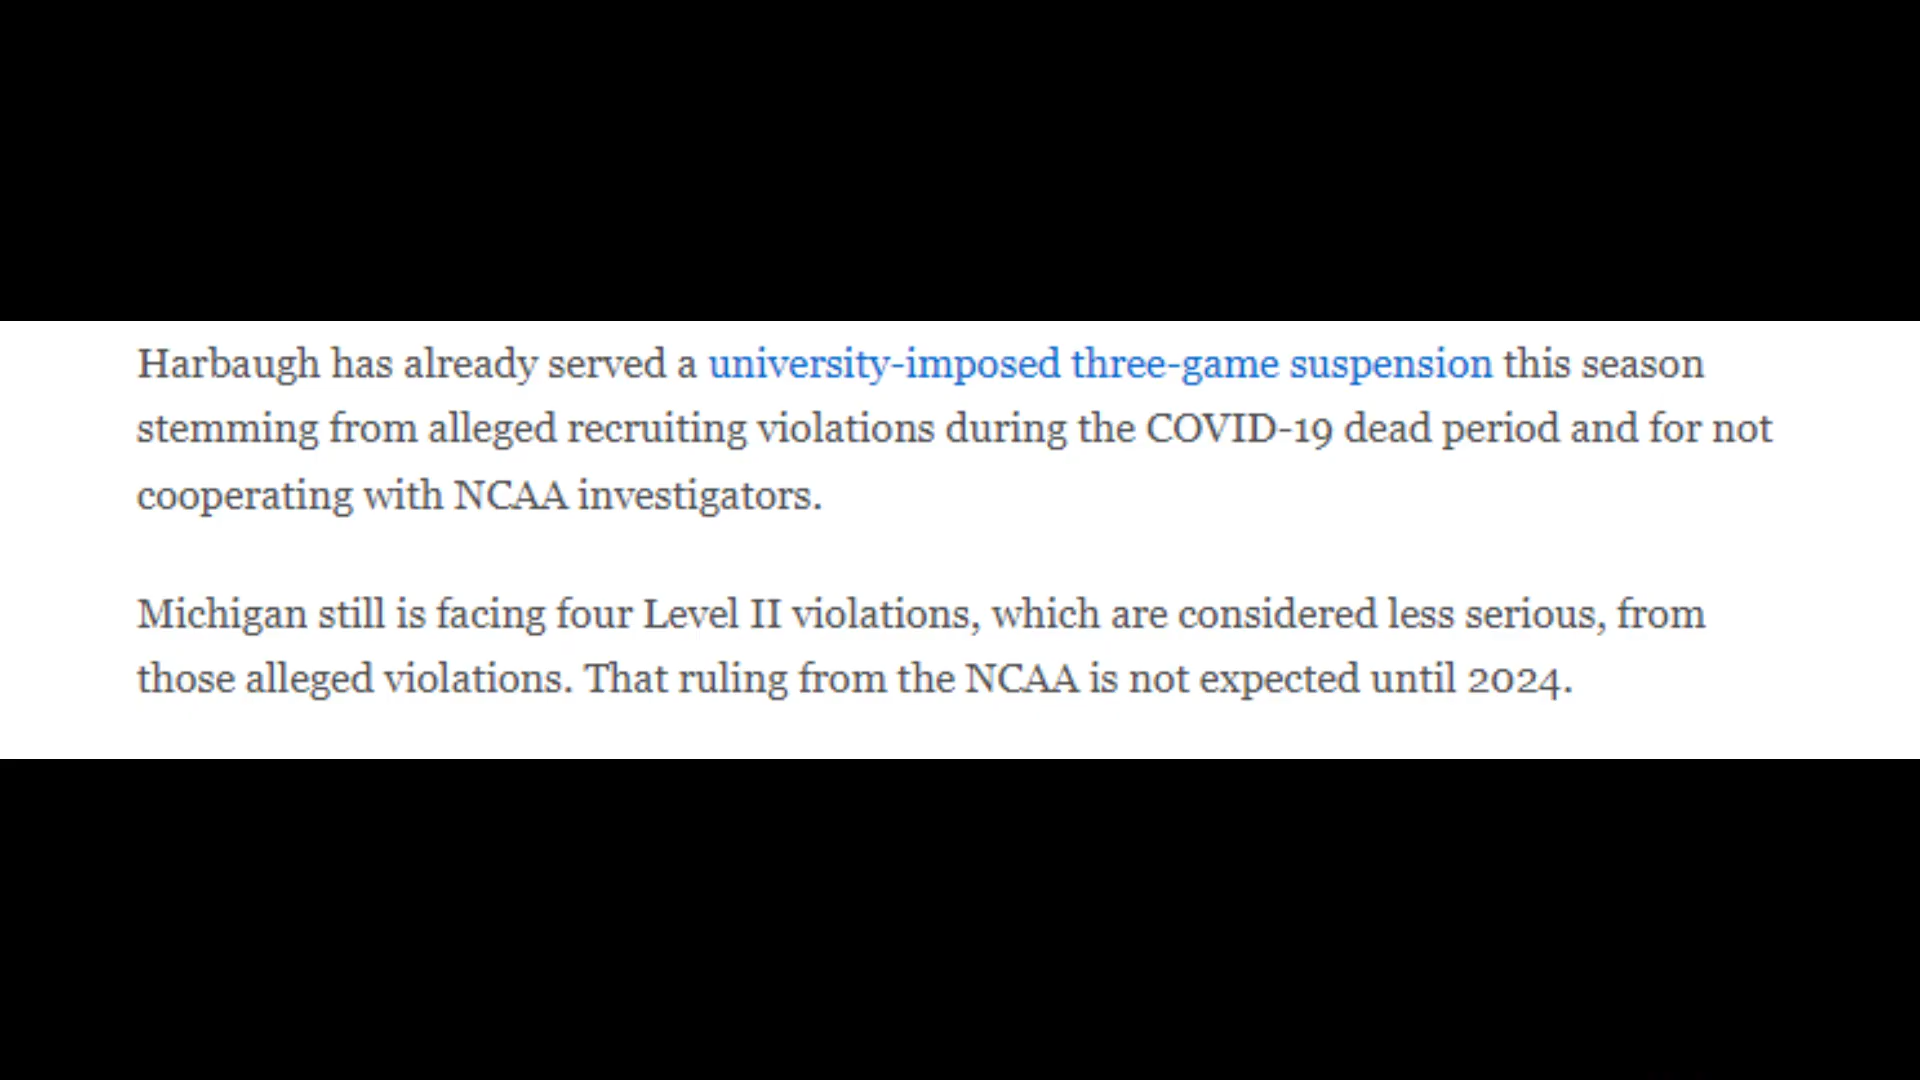 Harbaugh has already served a university-imposed three-game suspension this season
stemming from alleged recruiting violations during the COVID-19 dead period and for not
cooperating with NCAA investigators.
Michigan still is facing four Level II violations, which are considered less serious, from
those alleged violations. That ruling from the NCAA is not expected until 2024.